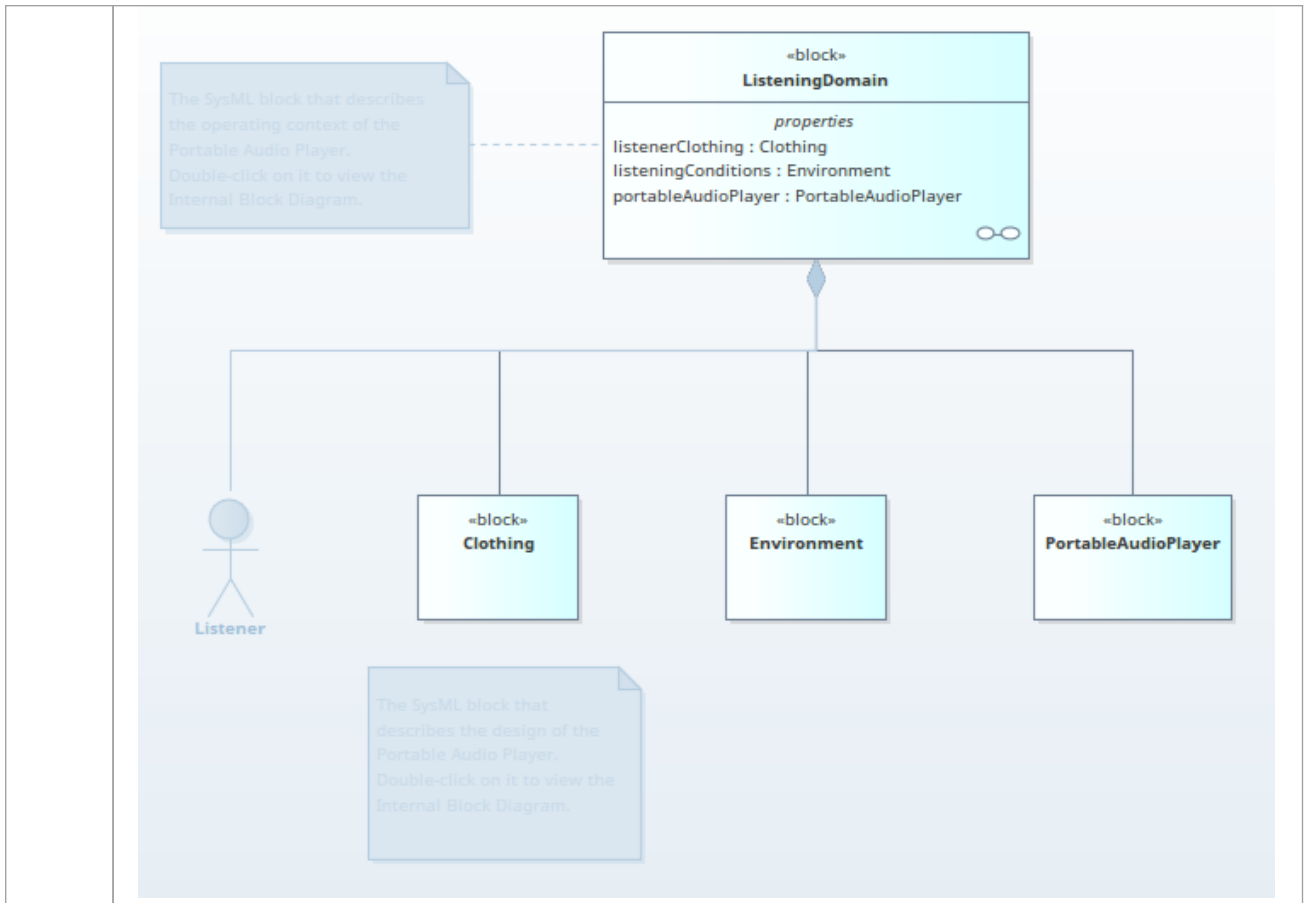 The SysML block that describes
the operating context of the
Portable Audio Player.
Double-click on it to view the
Internal Block Diagram.
«block»
ListeningDomain
properties
listenerClothing : Clothing
listeningConditions : Environment
portableAudioPlayer : PortableAudioPlayer
Listener
«block»
Clothing
«block»
Environment
«block»
PortableAudioPlayer
The SysML block that
describes the design of the
Portable Audio Player.
Double-click on it to view the
Internal Block Diagram.